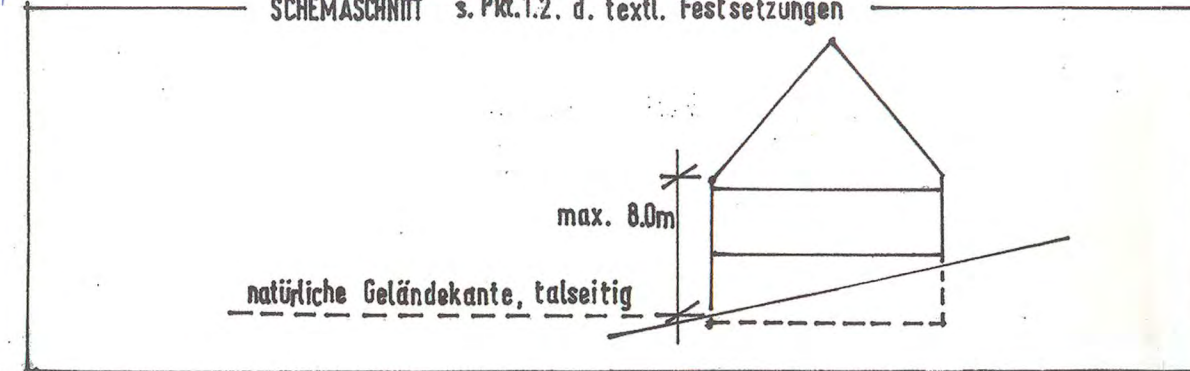 SCHEMASCHNITT s. Pkt.1.2. d. textl. Festsetzungen
max. 8.0m
natürliche Geländekante, talseitig